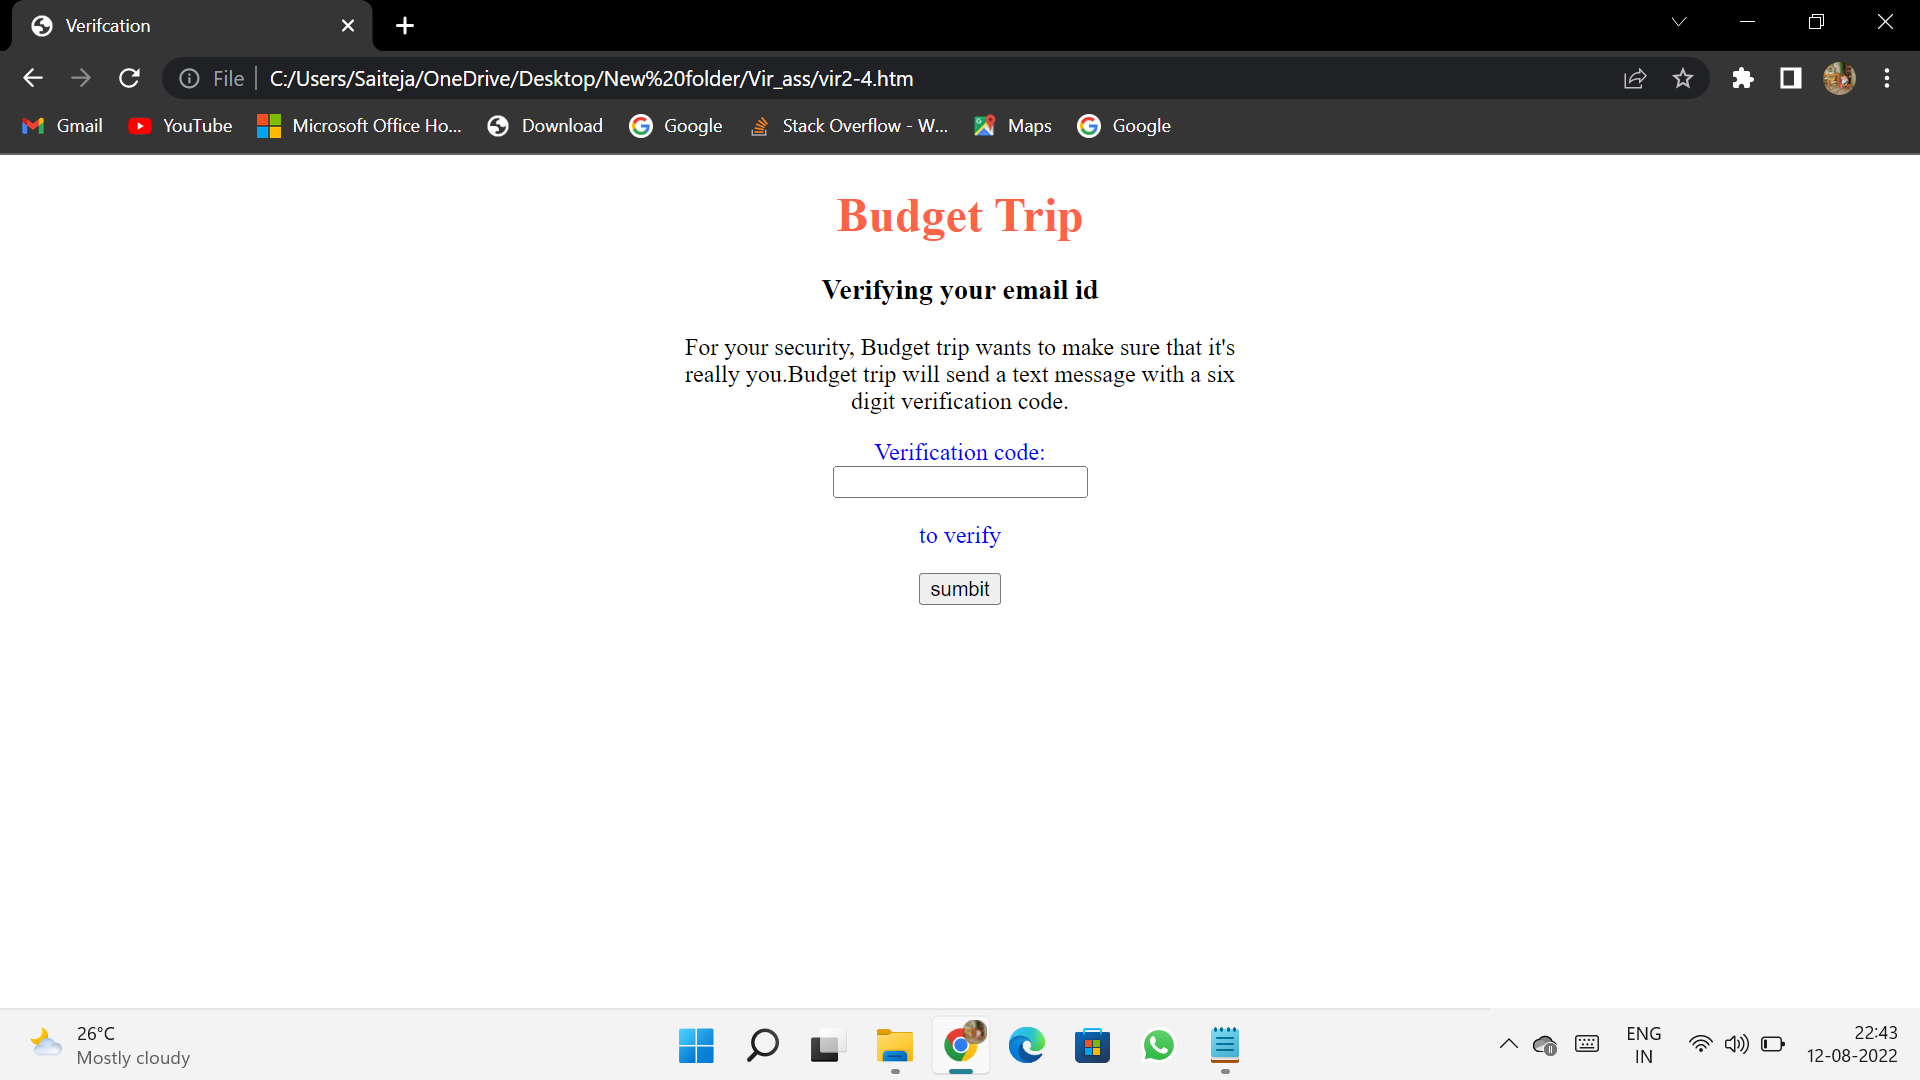 Verifcation
File C:/Users/Saiteja/OneDrive/Desktop/New%20folder/Vir_ass/vir2-4.htm
Gmail YouTube Microsoft Office Ho... Download Google Stack Overflow - W... Maps Google
Budget Trip
Verifying your email id
For your security, Budget trip wants to make sure that it's
really you.Budget trip will send a text message with a six
digit verification code.
Verification code:
to verify
sumbit
26°C
Mostly cloudy
ENG
IN
22:43
12-08-2022